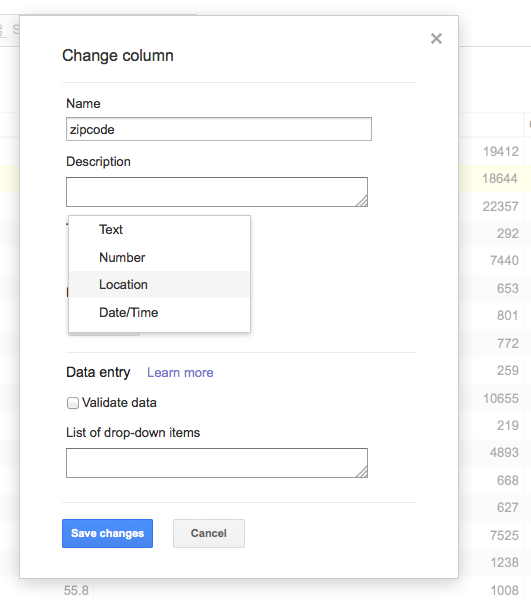 Change column
Name
zipcode
Description
Text
Number
Location
Date/Time
Data entry Learn more
Validate data
List of drop-down items
Save changes Cancel
19412
18644
22357
292
7440
653
801
772
259
10655
219
4893
668
627
7525
1238
55.8 1008